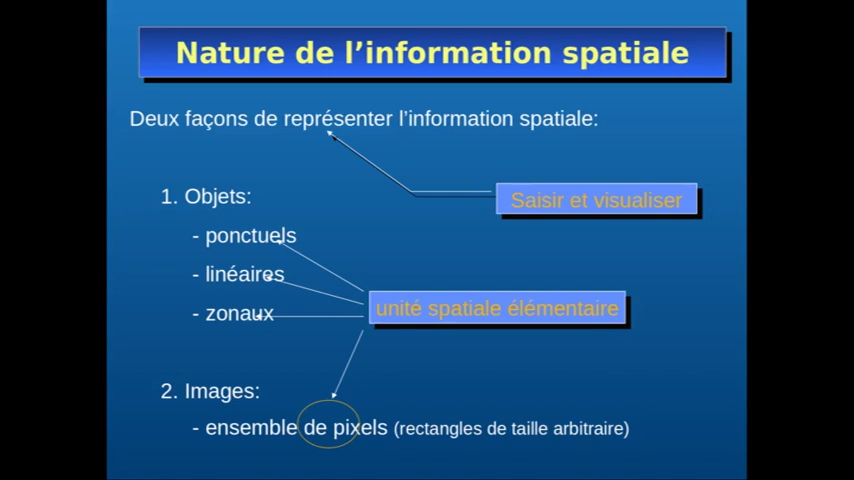 Nature de l’information spatiale
Deux façons de représenter l’information spatiale:
Saisir et visualiser
1. Objets:
- ponctuels
- linéaires
- zonaux
unité spatiale élémentaire
2. Images:
- ensemble de pixels (rectangles de taille arbitraire)